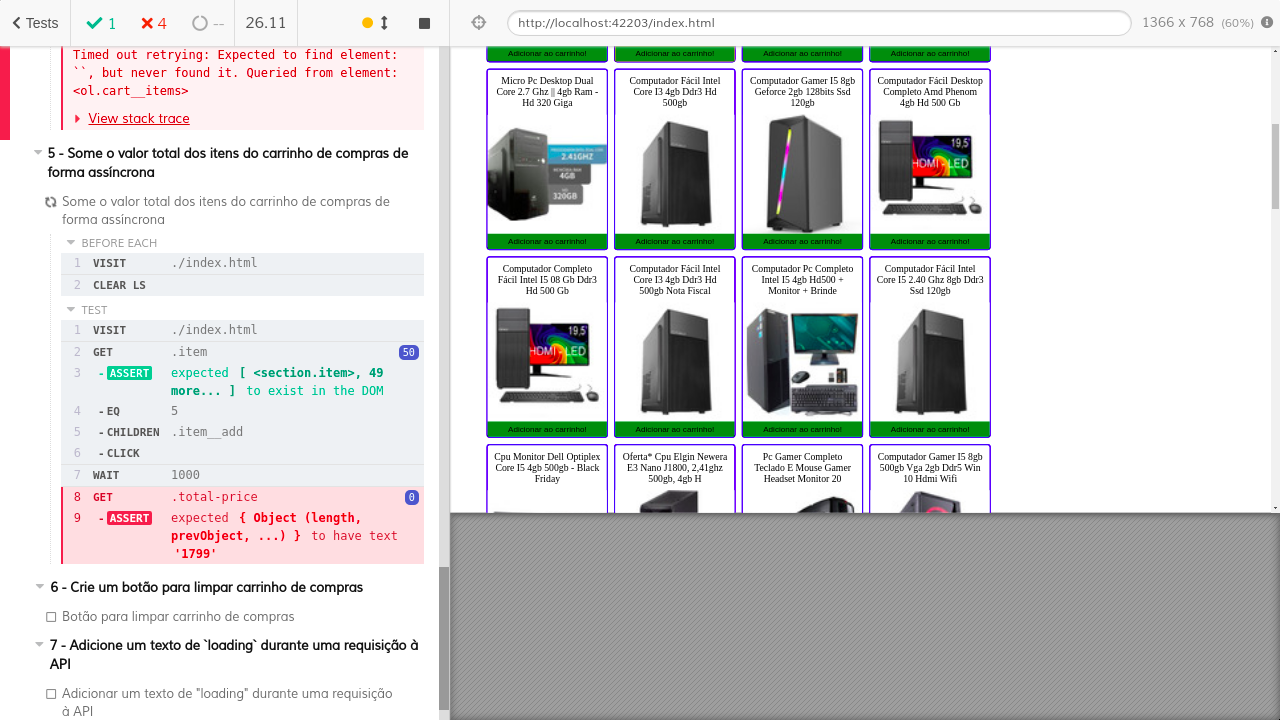 Tests
1
4
--
26.11
http://localhost:42203/index.html
1366 x 768 (60%)
Timed out retrying: Expected to find element:
``, but never found it. Queried from element:
<ol.cart__items>
View stack trace
5 - Some o valor total dos itens do carrinho de compras de
forma assíncrona
Some o valor total dos itens do carrinho de compras de
forma assíncrona
BEFORE EACH
1 VISIT ./index.html
2 CLEAR LS
TEST
1 VISIT ./index.html
2 GET .item 50
3 -ASSERT expected [ <section.item>, 49
more... ] to exist in the DOM
4 -EQ 5
5 -CHILDREN .item__add
6 -CLICK
7 WAIT 1000
8 GET .total-price 0
9 -ASSERT expected { Object (length,
prevObject, ...) } to have text
'1799'
6 - Crie um botão para limpar carrinho de compras
Botão para limpar carrinho de compras
7 - Adicione um texto de `loading` durante uma requisição à
API
Adicionar um texto de "loading" durante uma requisição
à API
Adicionar ao carrinho! Adicionar ao carrinho! Adicionar ao carrinho! Adicionar ao carrinho!
Micro Pc Desktop Dual
Core 2.7 Ghz || 4gb Ram -
Hd 320 Giga
2.41GHZ
4GB
320GB
Adicionar ao carrinho!
Computador Fácil Intel
Core I3 4gb Ddr3 Hd
500gb
Adicionar ao carrinho!
Computador Gamer I5 8gb
Geforce 2gb 128bits Ssd
120gb
Adicionar ao carrinho!
Computador Fácil Desktop
Completo Amd Phenom
4gb Hd 500 Gb
19,5'
HDMI - LED
Adicionar ao carrinho!
Computador Completo
Fácil Intel I5 08 Gb Ddr3
Hd 500 Gb
19,5'
HDMI - LED
Adicionar ao carrinho!
Computador Fácil Intel
Core I3 4gb Ddr3 Hd
500gb Nota Fiscal
Adicionar ao carrinho!
Computador Pc Completo
Intel I5 4gb Hd500 +
Monitor + Brinde
Adicionar ao carrinho!
Computador Fácil Intel
Core I5 2.40 Ghz 8gb Ddr3
Ssd 120gb
Adicionar ao carrinho!
Cpu Monitor Dell Optiplex
Core I5 4gb 500gb - Black
Friday
Oferta* Cpu Elgin Newera
E3 Nano J1800, 2,41ghz
500gb, 4gb H
Pc Gamer Completo
Teclado E Mouse Gamer
Headset Monitor 20
Computador Gamer I5 8gb
500gb Vga 2gb Ddr5 Win
10 Hdmi Wifi